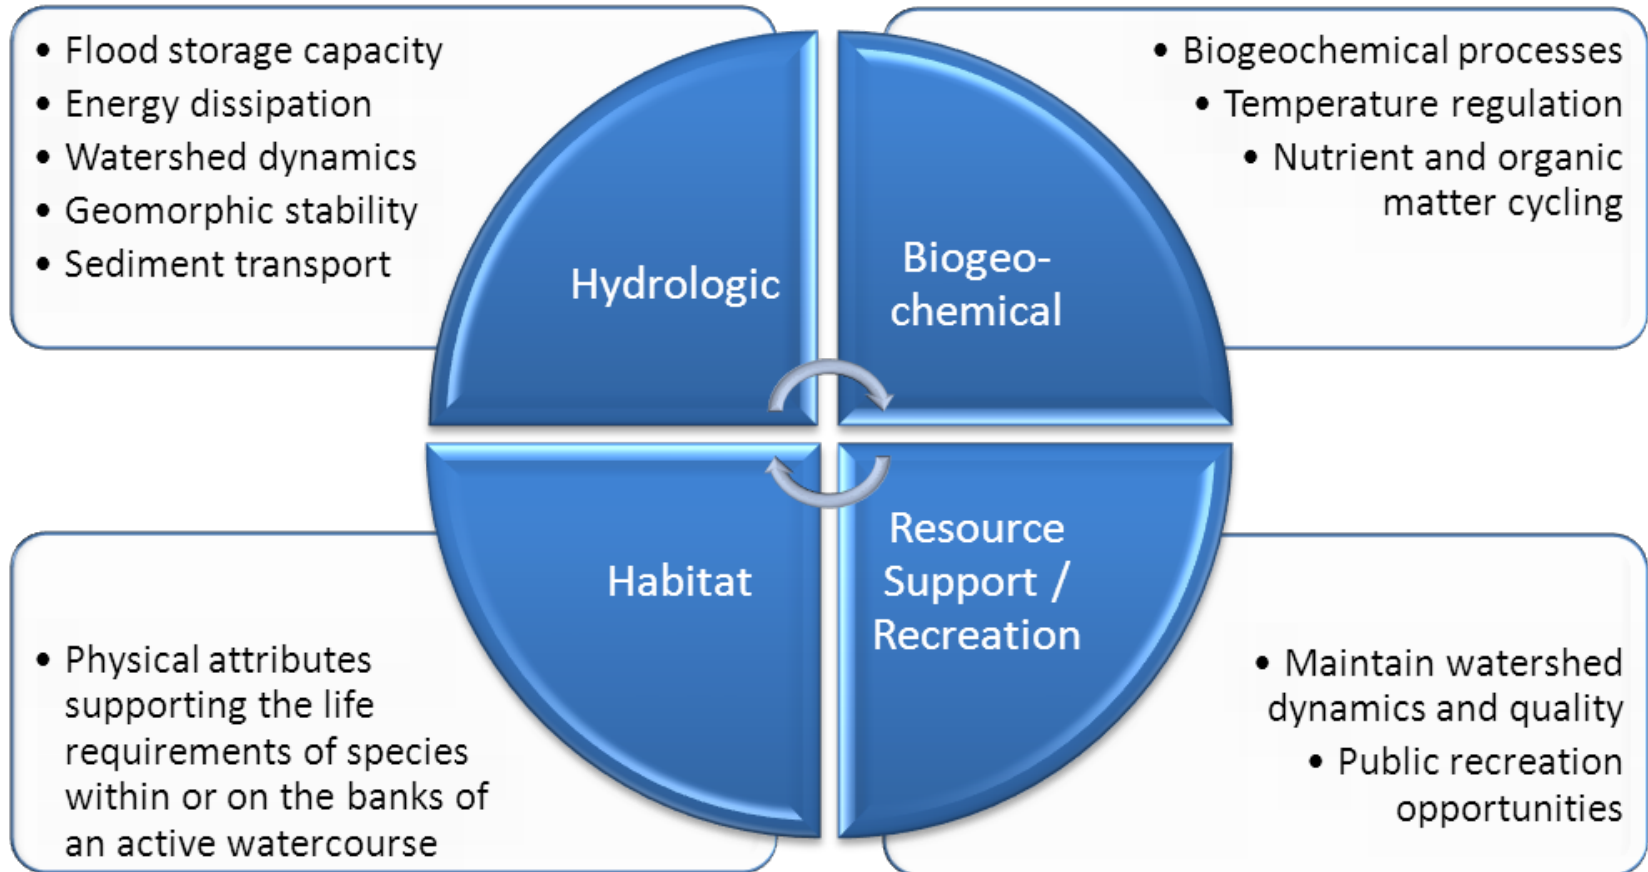 • Flood storage capacity
• Energy dissipation
• Watershed dynamics
• Geomorphic stability
• Sediment transport
• Biogeochemical processes
• Temperature regulation
• Nutrient and organic
matter cycling
Hydrologic
Biogeo-
chemical
Habitat
Resource
Support /
Recreation
• Physical attributes
supporting the life
requirements of species
within or on the banks of
an active watercourse
• Maintain watershed
dynamics and quality
• Public recreation
opportunities